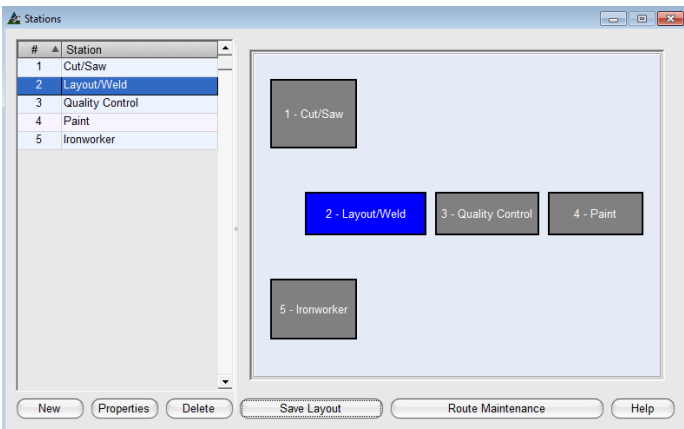 Stations
# Station
1 Cut/Saw
2 Layout/Weld
3 Quality Control
4 Paint
5 Ironworker
1 - Cut/Saw
2 - Layout/Weld
3 - Quality Control
4 - Paint
5 - Ironworker
New
Properties
Delete
Save Layout
Route Maintenance
Help